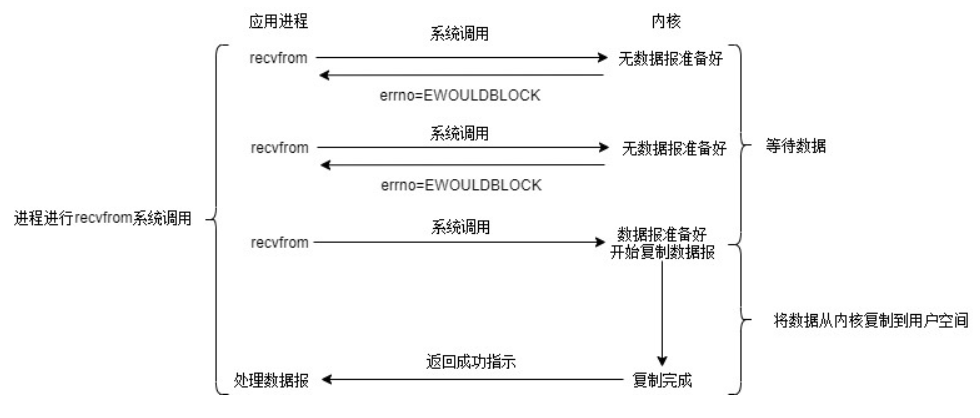 应用进程
内核
系统调用
recvfrom
无数据报准备好
errno=EWOULDBLOCK
系统调用
recvfrom
无数据报准备好
等待数据
errno=EWOULDBLOCK
进程进行recvfrom系统调用
系统调用
recvfrom
数据报准备好
开始复制数据报
将数据从内核复制到用户空间
返回成功指示
处理数据报
复制完成